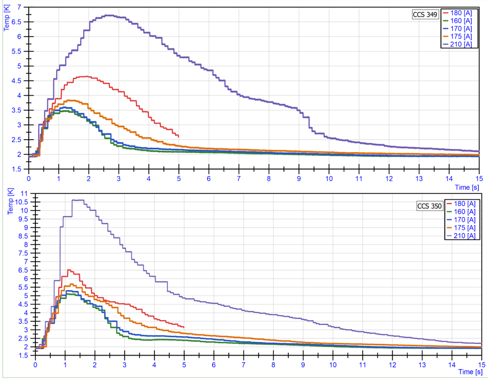 Temp [K]
7
6.5
6
5.5
5
4.5
4
3.5
3
2.5
2
1.5
0 1 2 3 4 5 6 7 8 9 10 11 12 13 14 15
Time [s]
CCS 349
180 [A]
160 [A]
170 [A]
175 [A]
210 [A]
Temp [K]
11
10.5
10
9.5
9
8.5
8
7.5
7
6.5
6
5.5
5
4.5
4
3.5
3
2.5
2
1.5
0 1 2 3 4 5 6 7 8 9 10 11 12 13 14 15
Time [s]
CCS 350
180 [A]
160 [A]
170 [A]
175 [A]
210 [A]